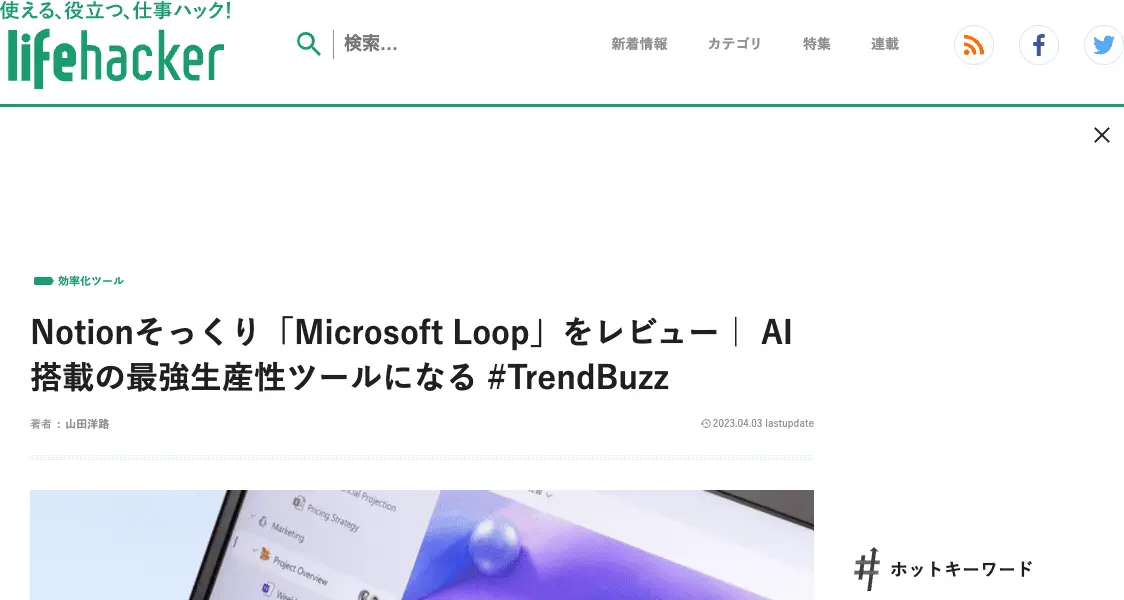 使える、役立つ、仕事ハック!
lifehacker
検索...
新着情報 カテゴリ 特集 連載
効率化ツール
Notionそっくり「Microsoft Loop」をレビュー｜ AI
搭載の最強生産性ツールになる #TrendBuzz
著者 : 山田洋路
2023.04.03 lastupdate
Projection
Pricing Strategy
Marketing
Project Overview
ホットキーワード